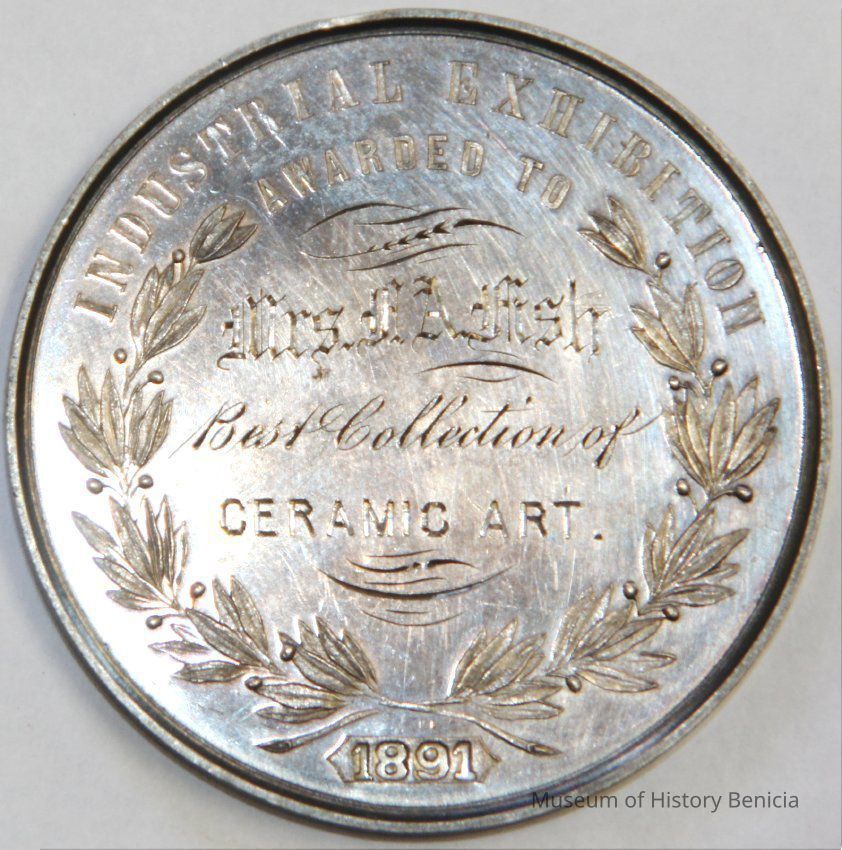 INDUSTRIAL EXHIBITION
AWARDED TO
Mrs. F. A. Fish
Best Collection of
CERAMIC ART.
1891
Museum of History Benicia